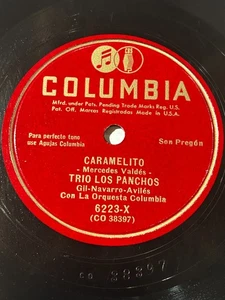 COLUMBIA
Mfrd. under Pats. Pending Trade Marks Reg. U.S.
Pat. Off. Marcas Registradas Made in U.S.A.
Para perfecto tono
use Agujas Columbia
Son Pregón
CARAMELITO
- Mercedes Valdés -
TRIO LOS PANCHOS
Gil-Navarro-Avilés
Con La Orquesta Columbia
6223-X
(CO 38397)
CO 38397